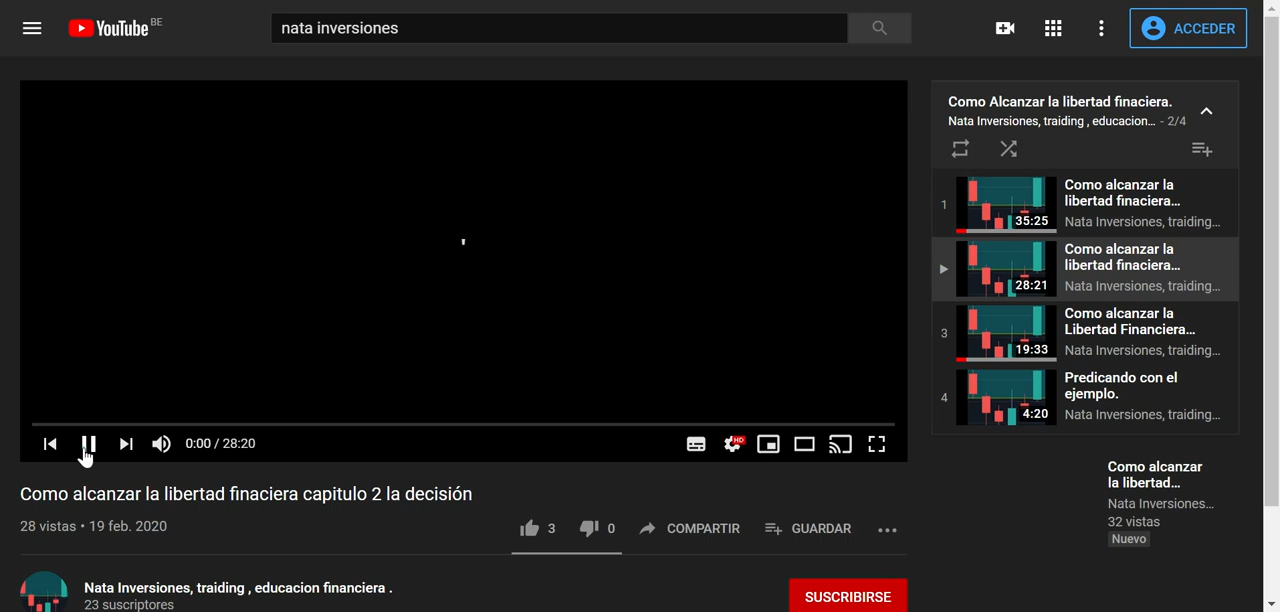 YouTube BE
nata inversiones
ACCEDER
Como Alcanzar la libertad finaciera.
Nata Inversiones, traiding , educacion... - 2/4
1
35:25
Como alcanzar la
libertad finaciera...
Nata Inversiones, traiding...
28:21
Como alcanzar la
libertad finaciera...
Nata Inversiones, traiding...
3
19:33
Como alcanzar la
Libertad Financiera...
Nata Inversiones, traiding...
4
4:20
Predicando con el
ejemplo.
Nata Inversiones, traiding...
0:00 / 28:20
HD
Como alcanzar la libertad finaciera capitulo 2 la decisión
28 vistas • 19 feb. 2020
3
0
COMPARTIR
GUARDAR
Como alcanzar
la libertad...
Nata Inversiones...
32 vistas
Nuevo
Nata Inversiones, traiding , educacion financiera .
23 suscriptores
SUSCRIBIRSE